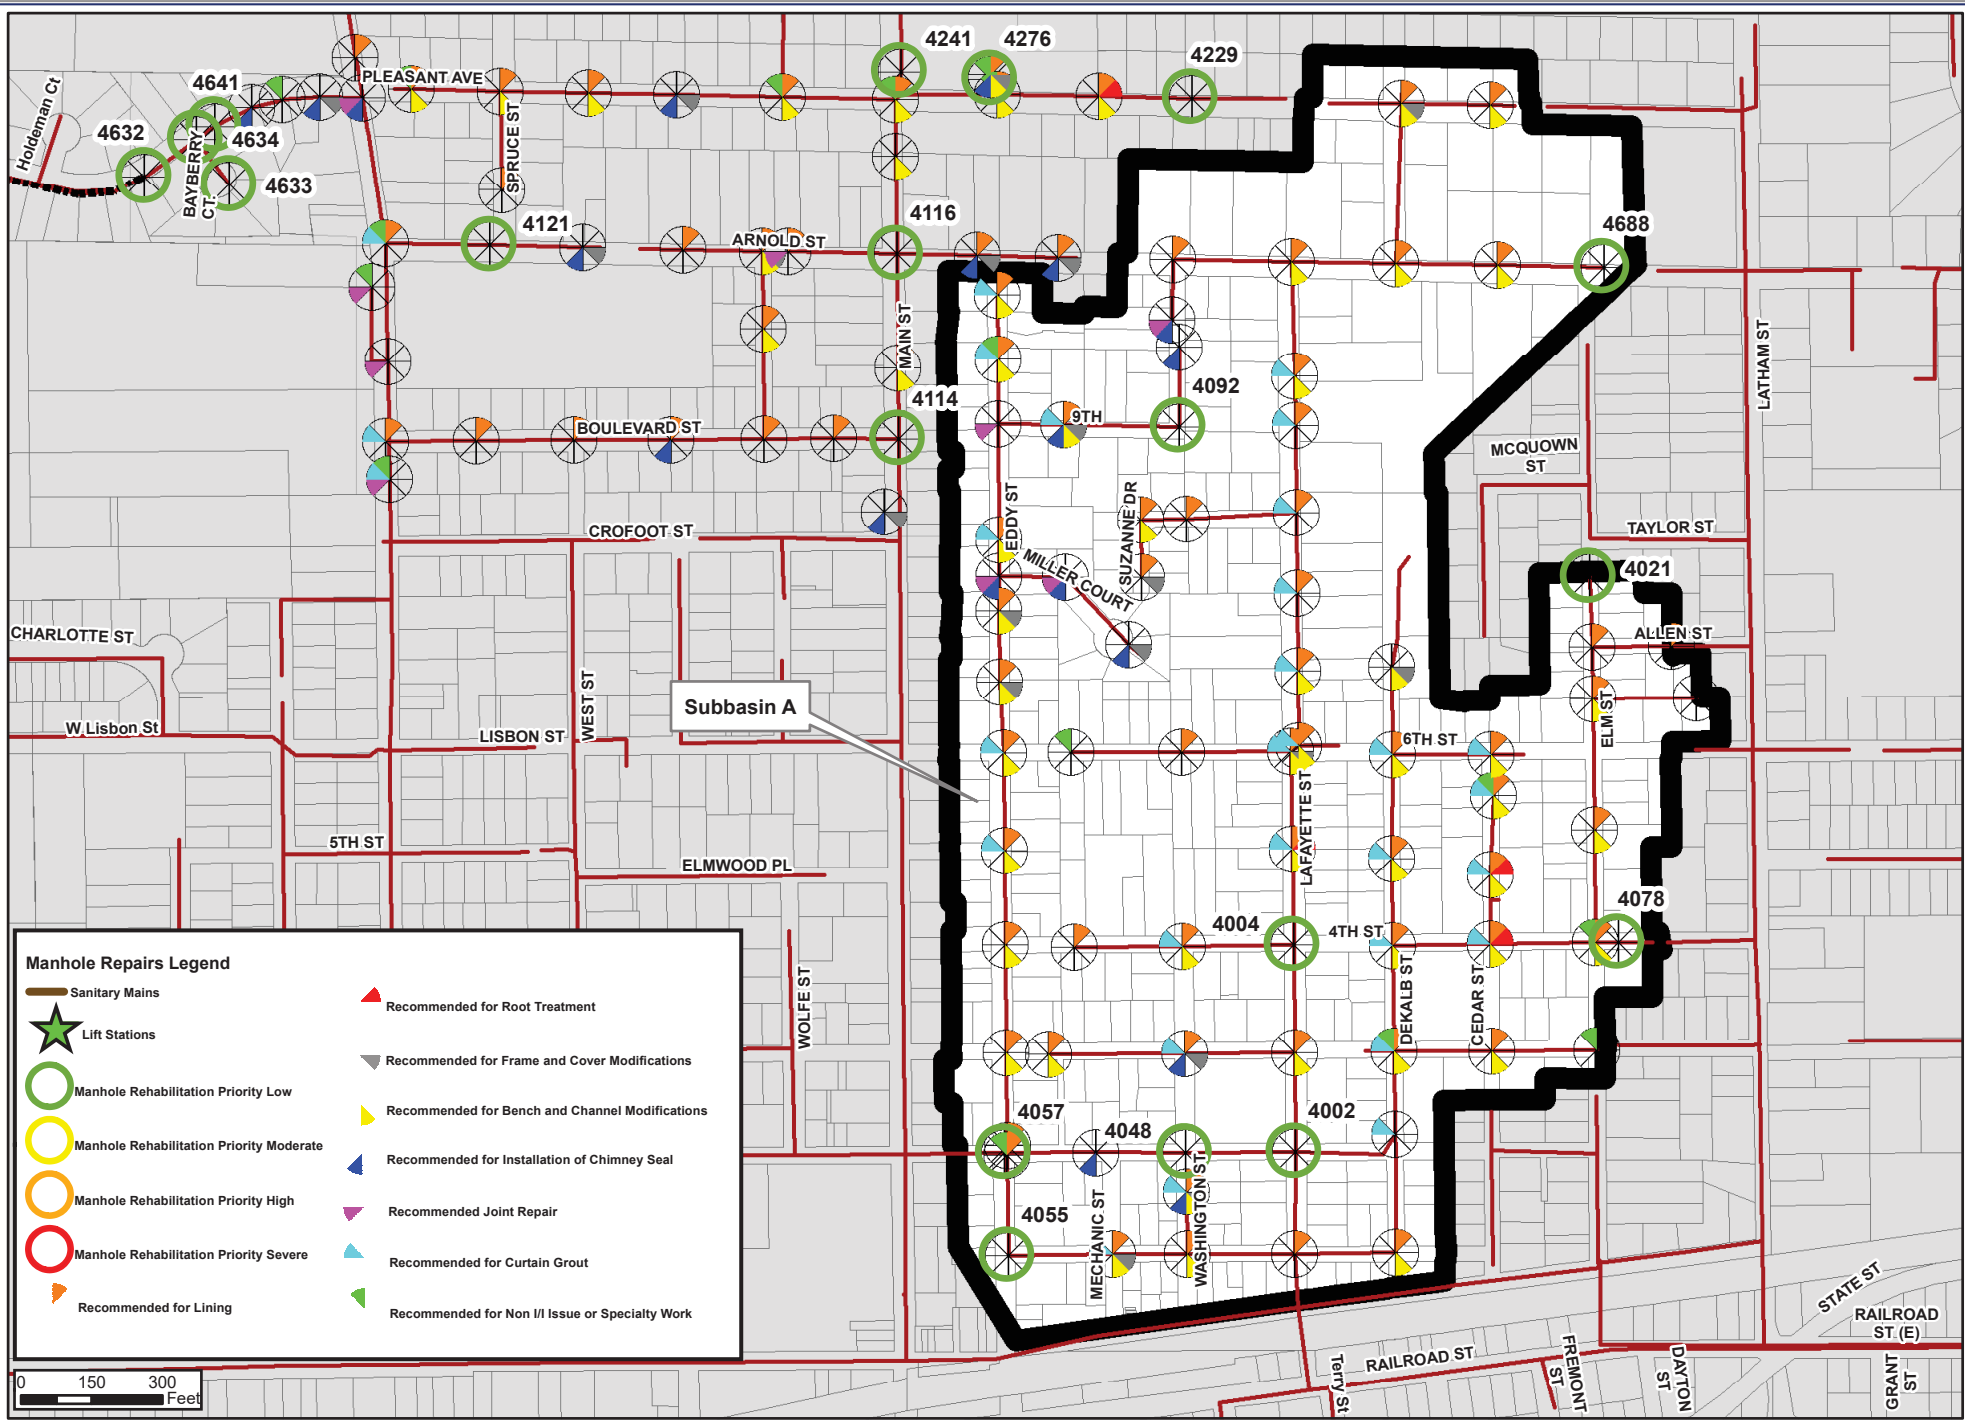 4241
4276
4229
4641
PLEASANT AVE
Holdeman Ct
4632
4634
BAYBERRY
CT.
4633
SPRUCE ST
4121
ARNOLD ST
4116
4688
MAIN ST
LATHAM ST
4092
4114
9TH
BOULEVARD ST
MCQUOWN
ST
EDDY ST
SUZANNE DR
CROFOOT ST
TAYLOR ST
MILLER COURT
4021
CHARLOTTE ST
ALLEN ST
WEST ST
Subbasin A
ELM ST
W Lisbon St
LISBON ST
6TH ST
LAFAYETTE ST
5TH ST
ELMWOOD PL
4078
4004
4TH ST
DEKALB ST
CEDAR ST
WOLFE ST
Manhole Repairs Legend
Sanitary Mains
Lift Stations
Manhole Rehabilitation Priority Low
Manhole Rehabilitation Priority Moderate
Manhole Rehabilitation Priority High
Manhole Rehabilitation Priority Severe
Recommended for Lining
Recommended for Root Treatment
Recommended for Frame and Cover Modifications
Recommended for Bench and Channel Modifications
Recommended for Installation of Chimney Seal
Recommended Joint Repair
Recommended for Curtain Grout
Recommended for Non I/I Issue or Specialty Work
4057
4048
4002
4055
MECHANIC ST
WASHINGTON ST
STATE ST
RAILROAD
ST (E)
RAILROAD ST
Terry St
FREMONT
ST
DAYTON
ST
GRANT
ST
0 150 300
Feet